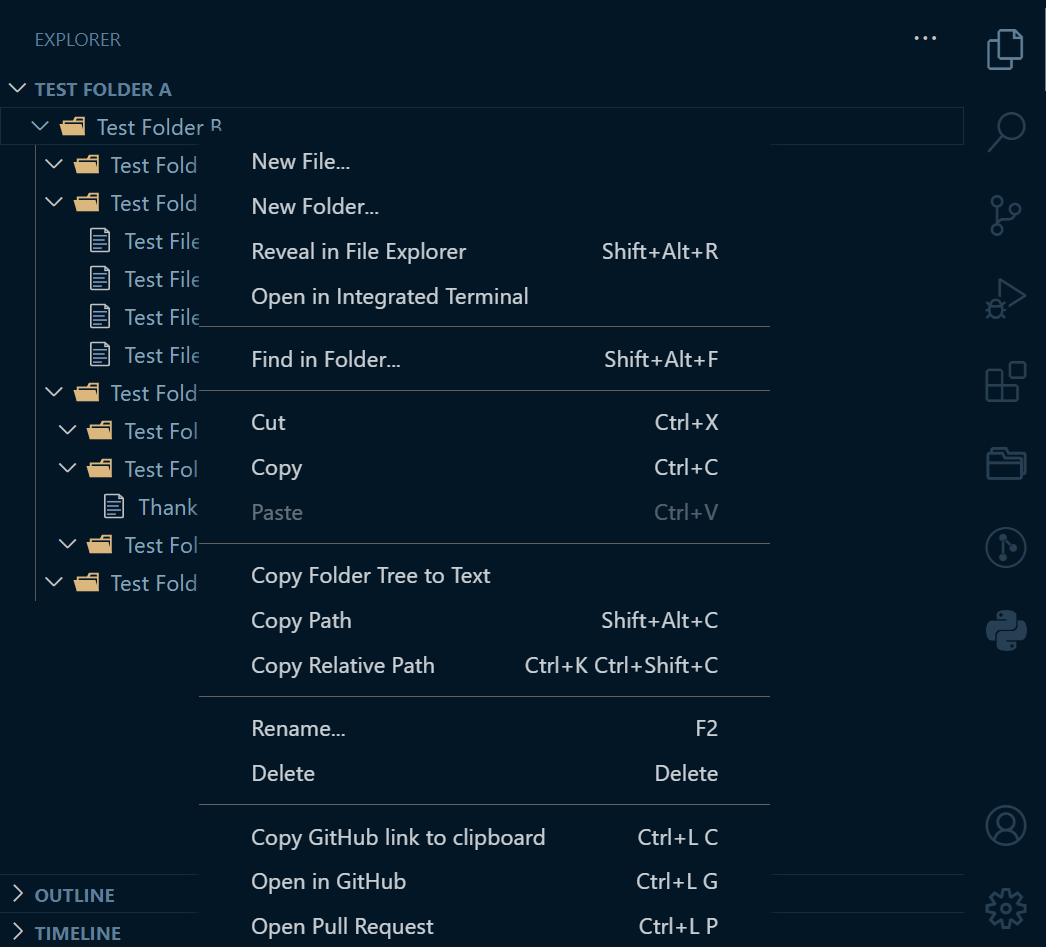 EXPLORER
TEST FOLDER A
Test Folder B
Test Fold
New File...
Test Fold
New Folder...
Test File
Reveal in File Explorer Shift+Alt+R
Test File
Open in Integrated Terminal
Test File
Test File
Find in Folder... Shift+Alt+F
Test Fold
Test Fol
Cut Ctrl+X
Test Fol
Copy Ctrl+C
Thank
Paste Ctrl+V
Test Fol
Test Fold
Copy Folder Tree to Text
Copy Path Shift+Alt+C
Copy Relative Path Ctrl+K Ctrl+Shift+C
Rename... F2
Delete Delete
Copy GitHub link to clipboard Ctrl+L C
Open in GitHub Ctrl+L G
Open Pull Request Ctrl+L P
OUTLINE
TIMELINE